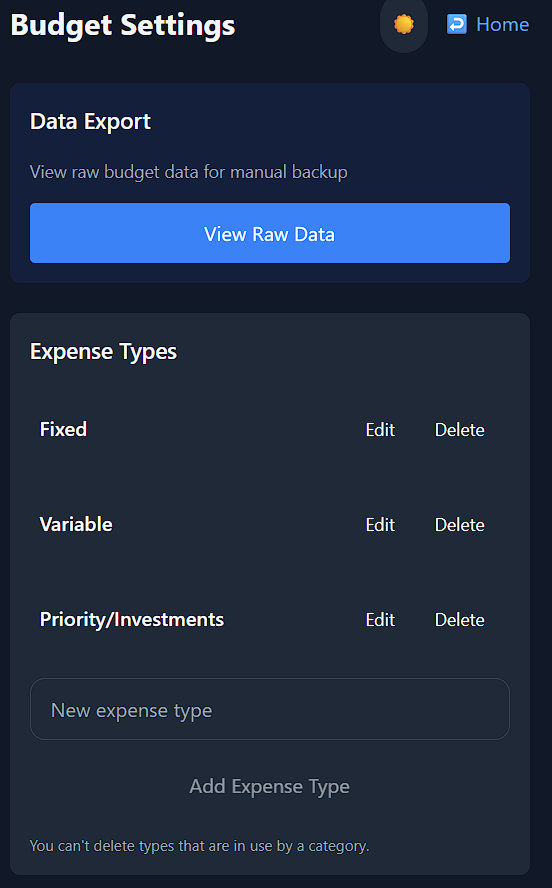 Budget Settings
Home
Data Export
View raw budget data for manual backup
View Raw Data
Expense Types
Fixed Edit Delete
Variable Edit Delete
Priority/Investments Edit Delete
New expense type
Add Expense Type
You can't delete types that are in use by a category.